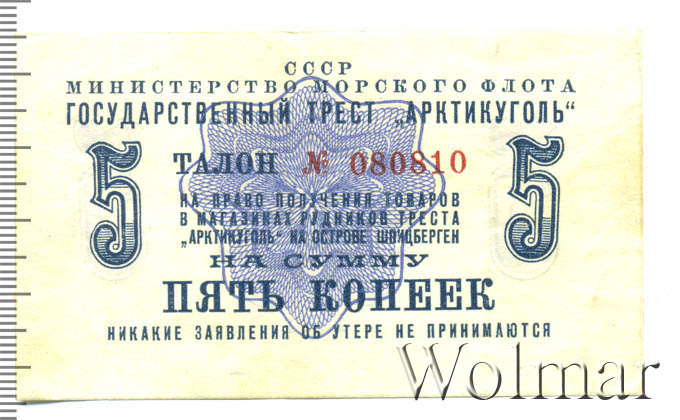 СССР
МИНИСТЕРСТВО МОРСКОГО ФЛОТА
ГОСУДАРСТВЕННЫЙ ТРЕСТ „АРКТИКУГОЛЬ"
5 5
ТАЛОН № 080810
НА ПРАВО ПОЛУЧЕНИЯ ТОВАРОВ
В МАГАЗИНАХ РУДНИКОВ ТРЕСТА
„АРКТИКУГОЛЬ" НА ОСТРОВЕ ШПИЦБЕРГЕН
НА СУММУ
ПЯТЬ КОПЕЕК
НИКАКИЕ ЗАЯВЛЕНИЯ ОБ УТЕРЕ НЕ ПРИНИМАЮТСЯ
Wolmar